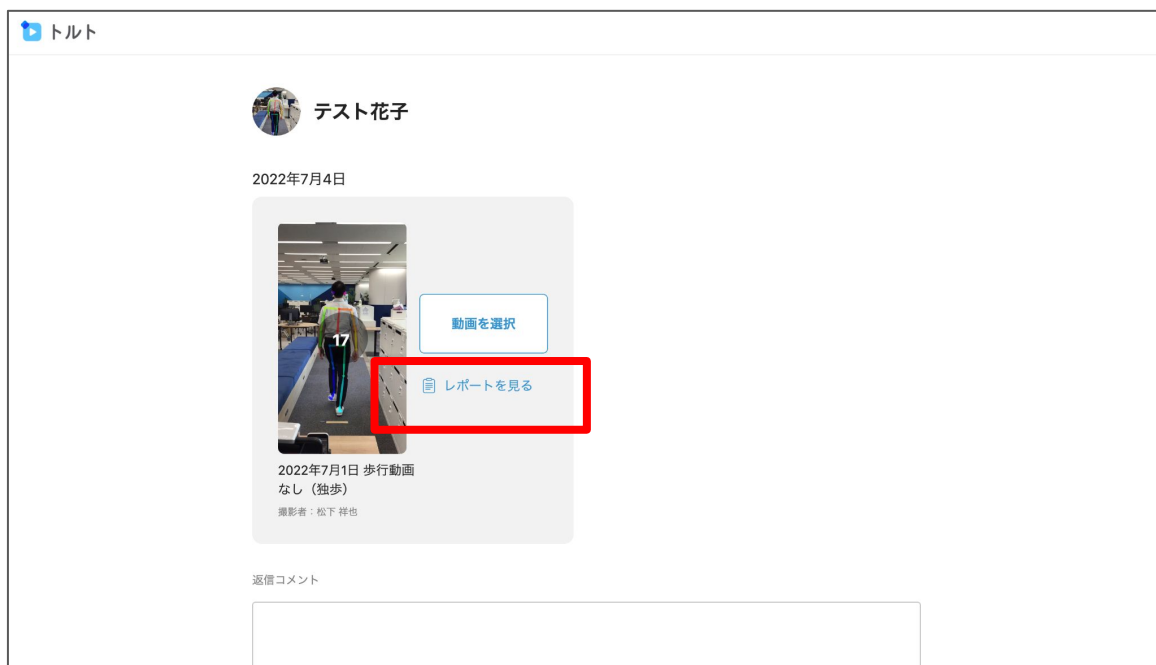 トルト
テスト花子
2022年7月4日
17
動画を選択
レポートを見る
2022年7月1日 歩行動画
なし（独歩）
撮影者：松下 祥也
返信コメント